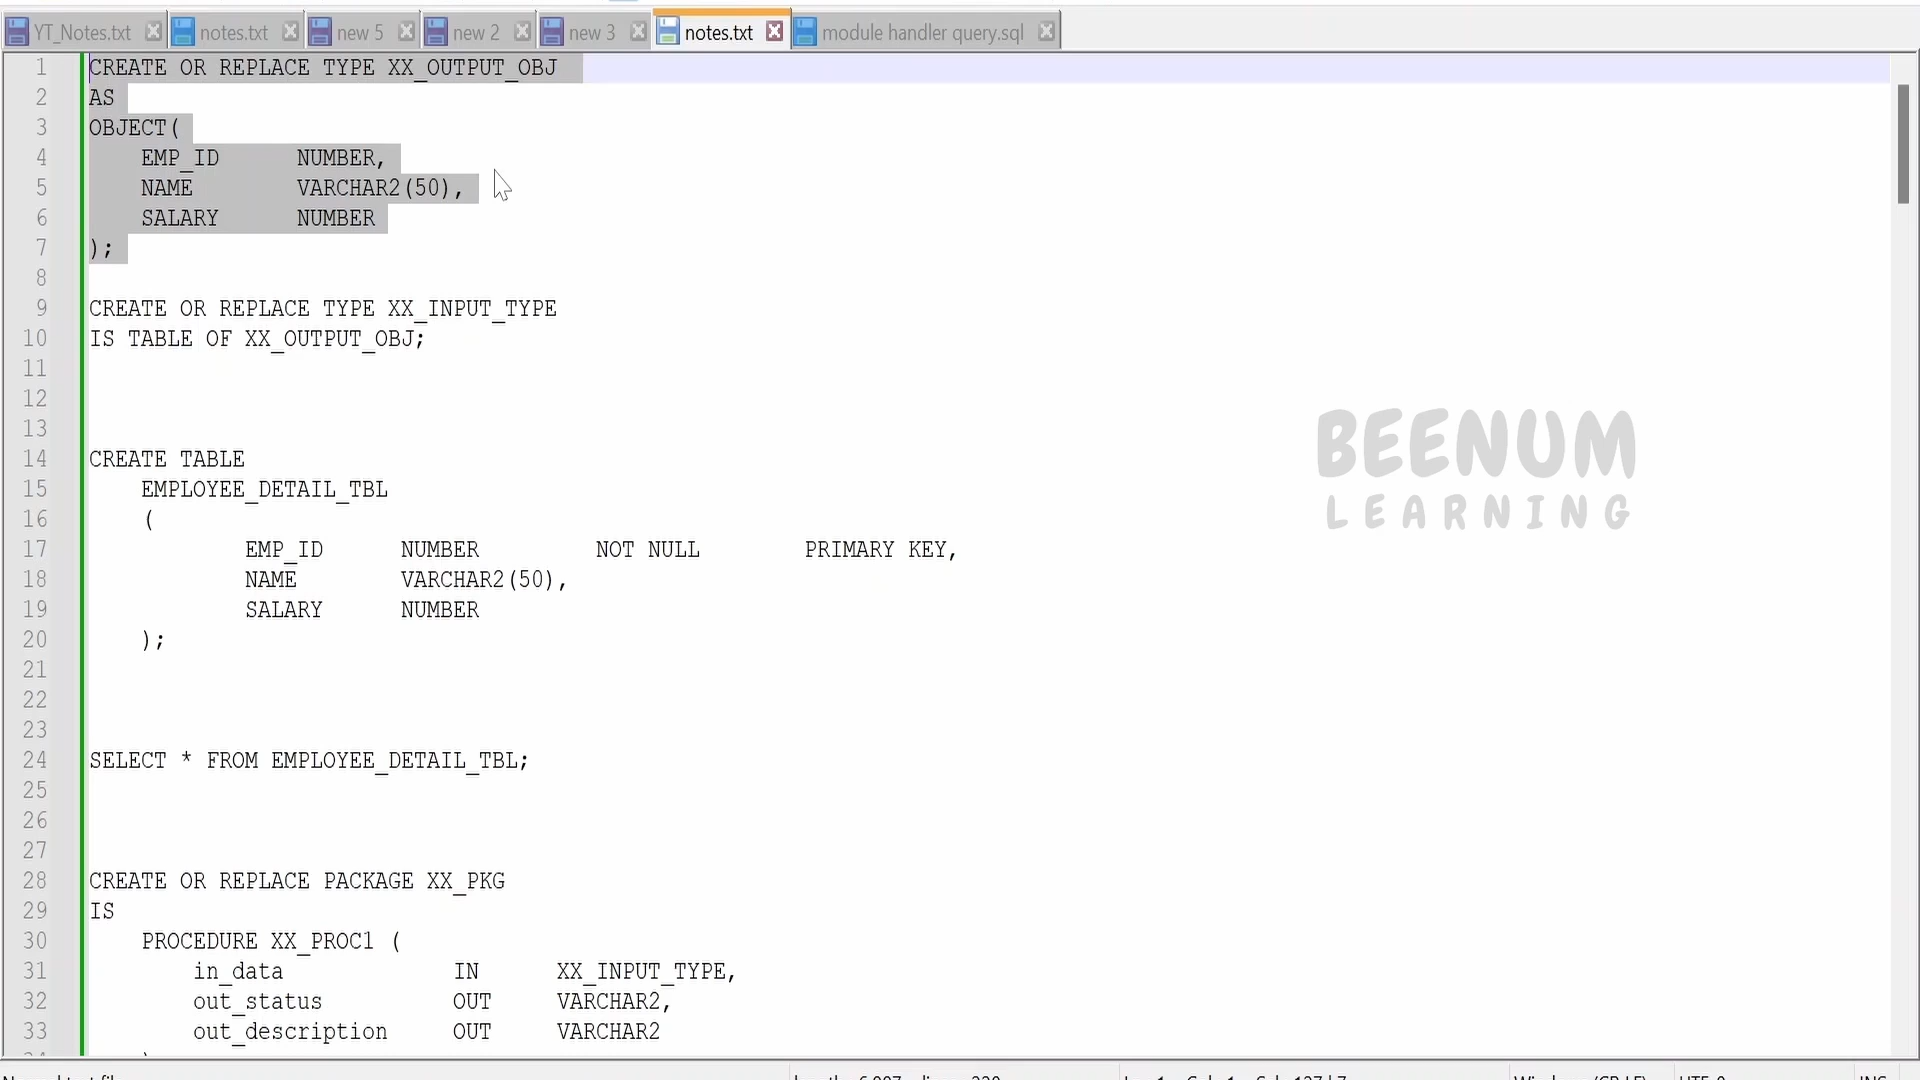 YT_Notes.txt notes.txt new 5 new 2 new 3 notes.txt module handler query.sql
1 CREATE OR REPLACE TYPE XX_OUTPUT_OBJ
2 AS
3 OBJECT(
4 EMP_ID NUMBER,
5 NAME VARCHAR2(50),
6 SALARY NUMBER
7 );
8
9 CREATE OR REPLACE TYPE XX_INPUT_TYPE
10 IS TABLE OF XX_OUTPUT_OBJ;
11
12
13
14 CREATE TABLE
15 EMPLOYEE_DETAIL_TBL
16 (
17 EMP_ID NUMBER NOT NULL PRIMARY KEY,
18 NAME VARCHAR2(50),
19 SALARY NUMBER
20 );
21
22
23
24 SELECT * FROM EMPLOYEE_DETAIL_TBL;
25
26
27
28 CREATE OR REPLACE PACKAGE XX_PKG
29 IS
30 PROCEDURE XX_PROC1 (
31 in_data IN XX_INPUT_TYPE,
32 out_status OUT VARCHAR2,
33 out_description OUT VARCHAR2
BEENUM
LEARNING